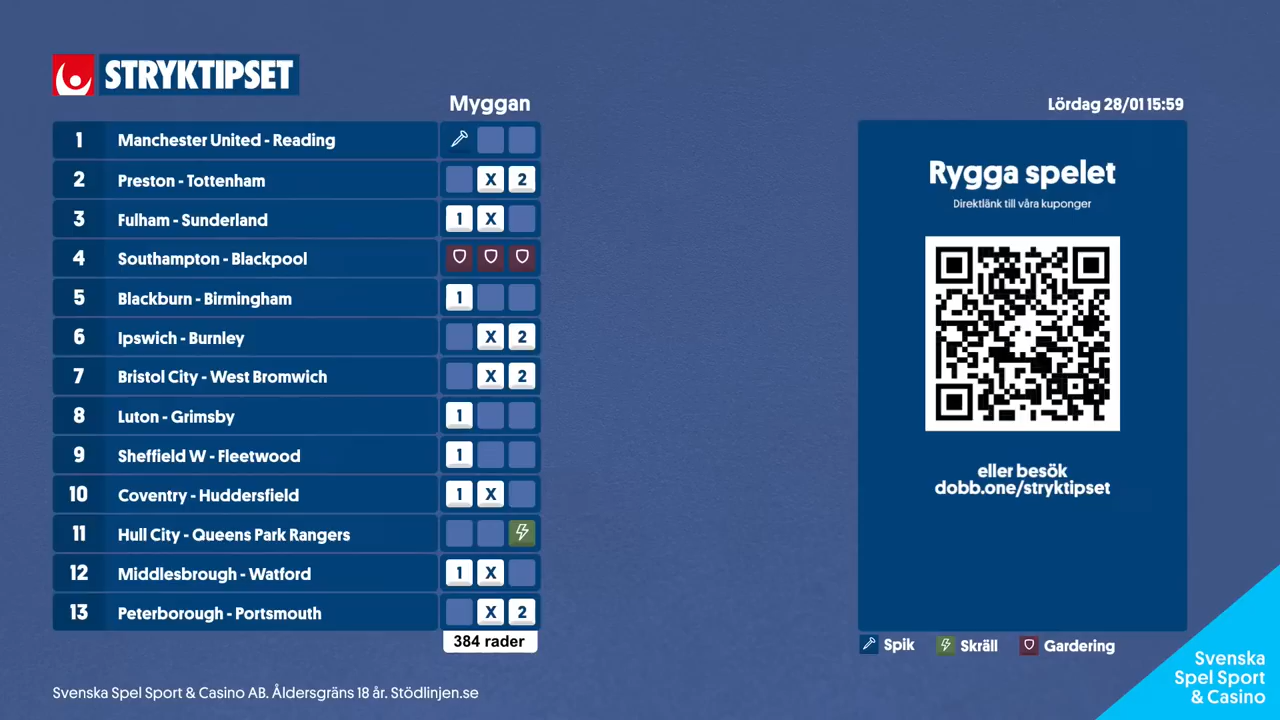 STRYKTIPSET
Myggan
Lördag 28/01 15:59
1 Manchester United - Reading
2 Preston - Tottenham X 2
3 Fulham - Sunderland 1 X
4 Southampton - Blackpool
5 Blackburn - Birmingham 1
6 Ipswich - Burnley X 2
7 Bristol City - West Bromwich X 2
8 Luton - Grimsby 1
9 Sheffield W - Fleetwood 1
10 Coventry - Huddersfield 1 X
11 Hull City - Queens Park Rangers
12 Middlesbrough - Watford 1 X
13 Peterborough - Portsmouth X 2
384 rader
Rygga spelet
Direktlänk till våra kuponger
eller besök
dobb.one/stryktipset
Spik Skräll Gardering
Svenska Spel Sport & Casino AB. Åldersgräns 18 år. Stödlinjen.se
Svenska
Spel Sport
& Casino